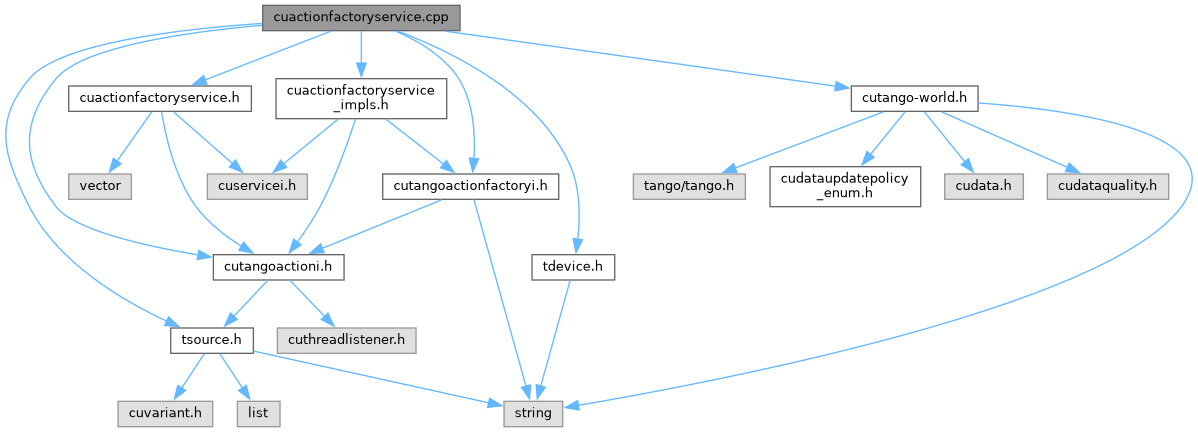 cuactionfactoryservice.cpp
cuactionfactoryservice.h
cuactionfactoryservice
_impls.h
cutango-world.h
vector
cuservicei.h
cutangoactionfactoryi.h
tango/tango.h
cudataupdatepolicy
_enum.h
cudata.h
cudataquality.h
cutangoactioni.h
tdevice.h
tsource.h
cuthreadlistener.h
cuvariant.h
list
string